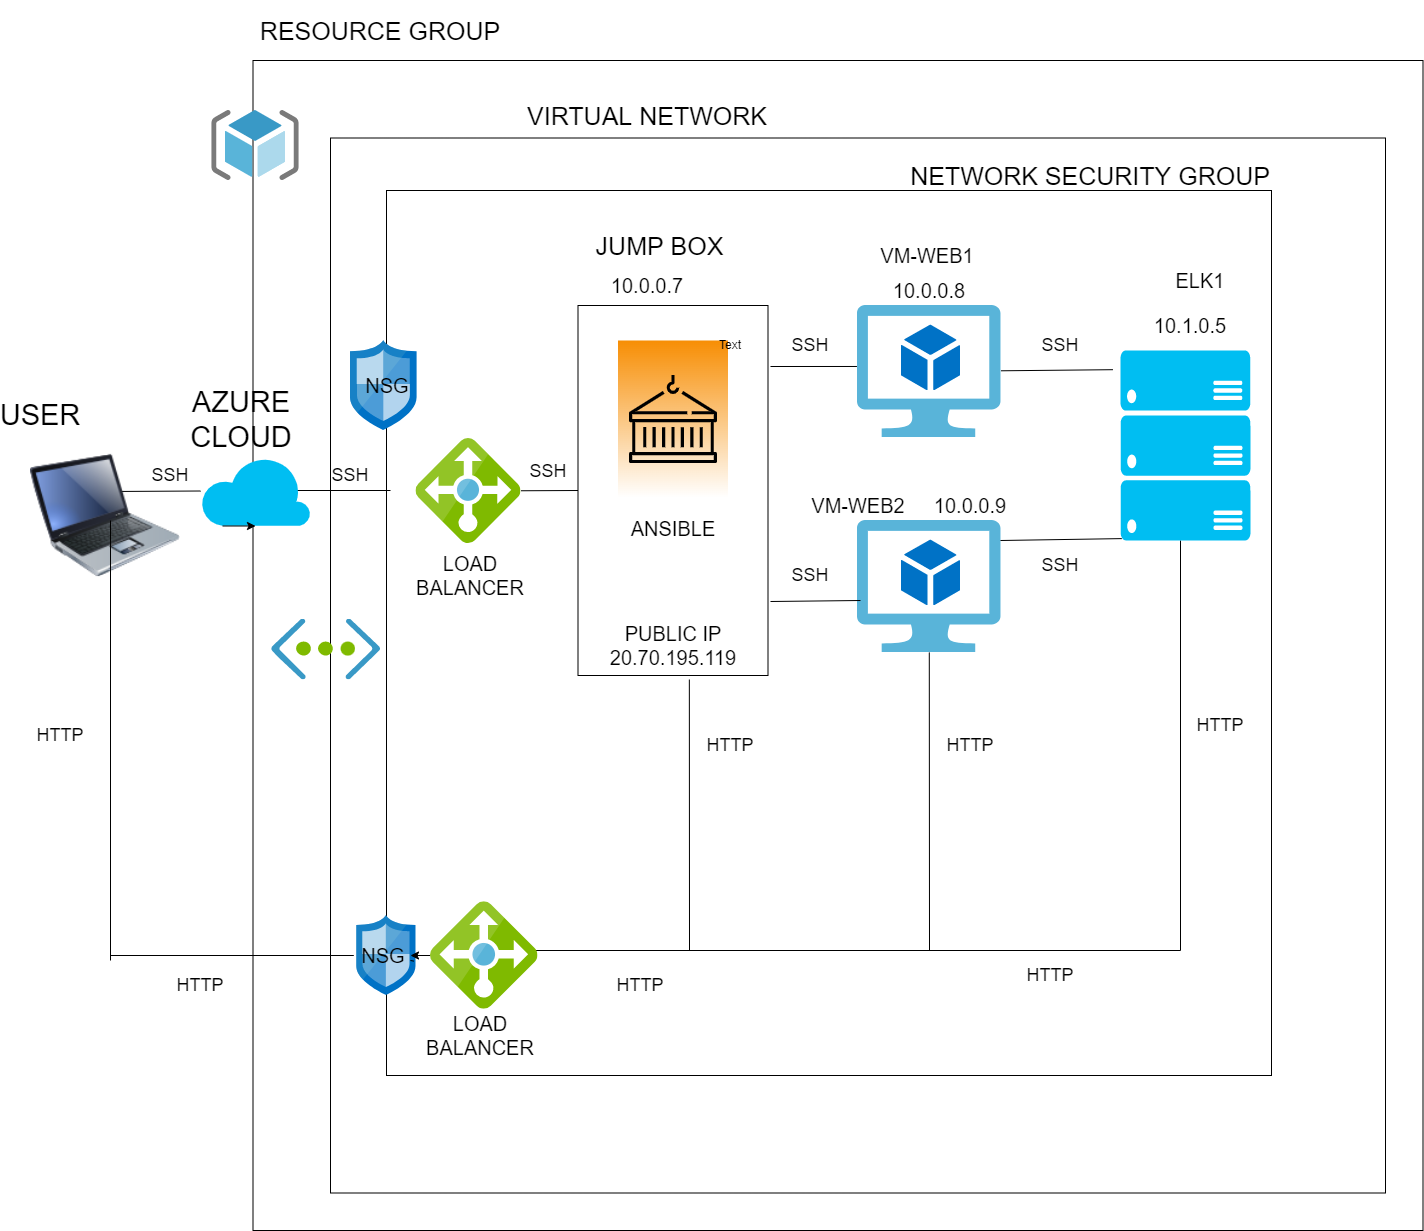 RESOURCE GROUP
VIRTUAL NETWORK
NETWORK SECURITY GROUP
JUMP BOX
10.0.0.7
VM-WEB1
10.0.0.8
ELK1
10.1.0.5
Text
SSH
SSH
NSG
USER
AZURE
CLOUD
SSH
SSH
SSH
ANSIBLE
VM-WEB2
10.0.0.9
LOAD
BALANCER
SSH
SSH
PUBLIC IP
20.70.195.119
HTTP
HTTP
HTTP
HTTP
NSG
HTTP
HTTP
HTTP
LOAD
BALANCER